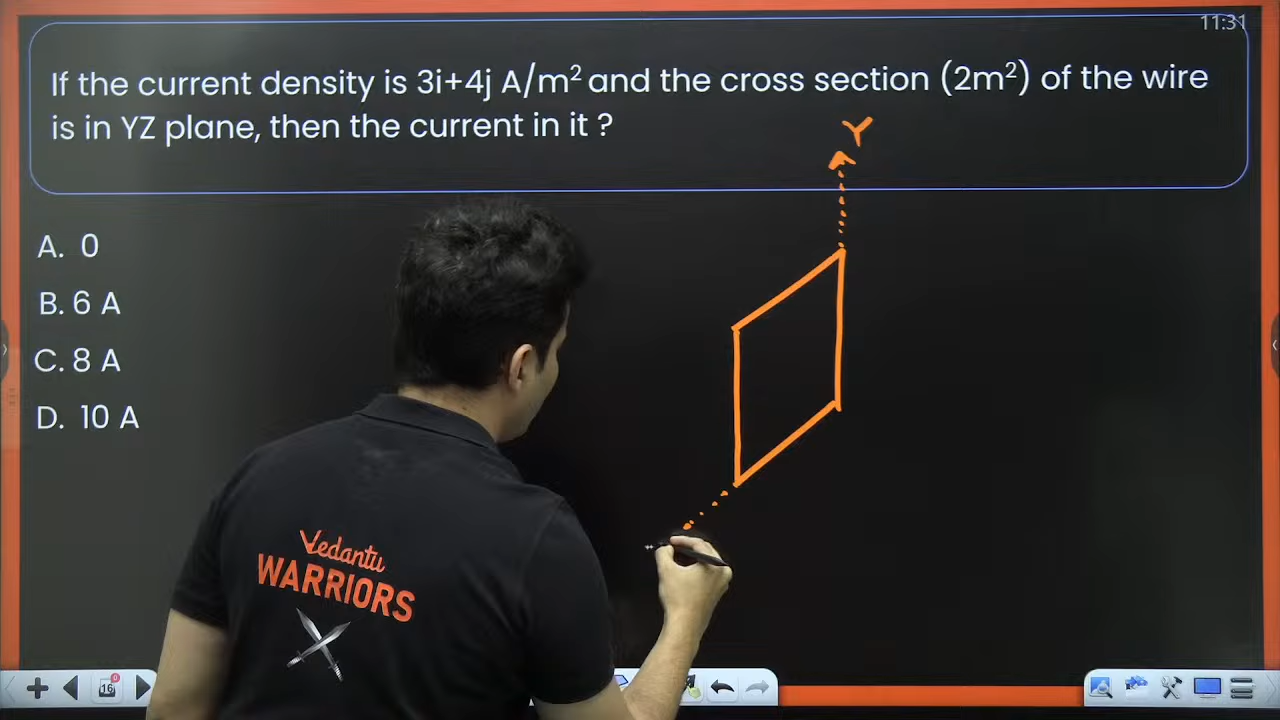 11:31
If the current density is 3i+4j A/m² and the cross section (2m²) of the wire
is in YZ plane, then the current in it ?
Y
A. 0
B. 6 A
C. 8 A
D. 10 A
Vedantu
WARRIORS
16
0